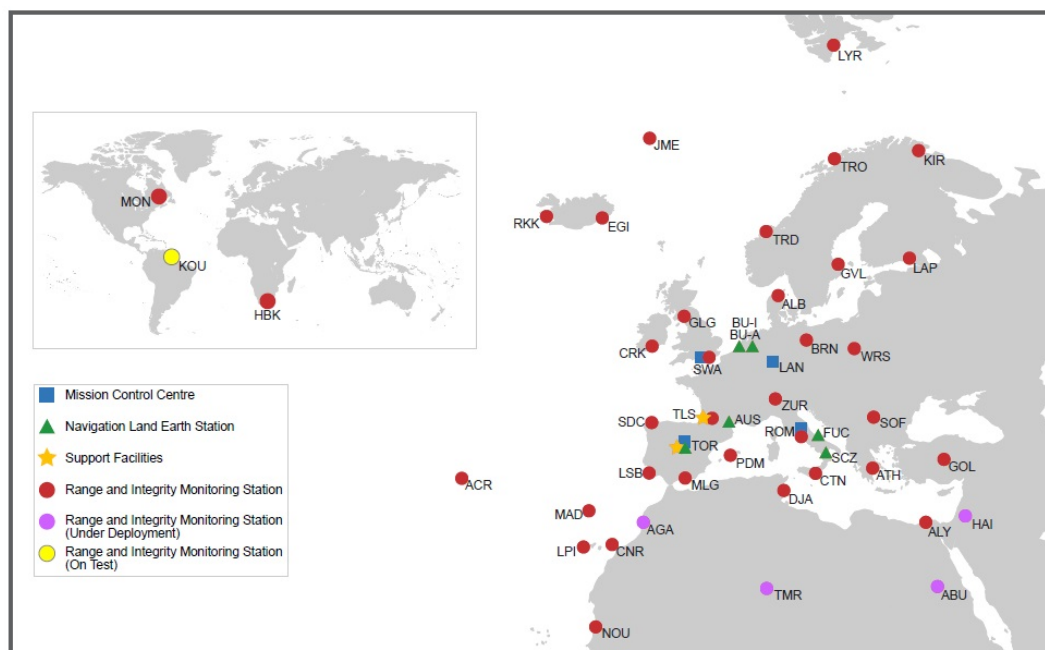 LYR
JME
TRO
KIR
MON
RKK
EGI
TRD
KOU
GVL
LAP
HBK
ALB
GLG
BU-I
BU-A
CRK
BRN
WRS
SWA
LAN
Mission Control Centre
ZUR
Navigation Land Earth Station
SDC
TLS
AUS
ROM
FUC
SOF
Support Facilities
TOR
SCZ
PDM
ATH
GOL
Range and Integrity Monitoring Station
ACR
LSB
MLG
CTN
DJA
Range and Integrity Monitoring Station
(Under Deployment)
MAD
AGA
ALY
HAI
Range and Integrity Monitoring Station
(On Test)
LPI
CNR
TMR
ABU
NOU